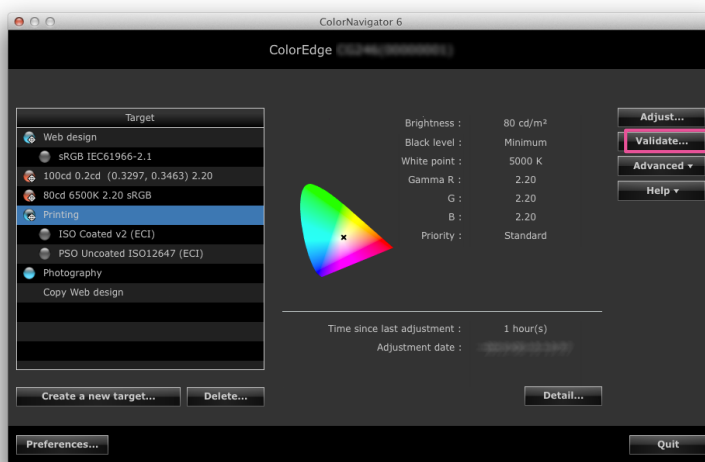 ColorNavigator 6
ColorEdge
Target
Web design
sRGB IEC61966-2.1
100cd 0.2cd (0.3297, 0.3463) 2.20
80cd 6500K 2.20 sRGB
Printing
ISO Coated v2 (ECI)
PSO Uncoated ISO12647 (ECI)
Photography
Copy Web design
Create a new target...
Delete...
Brightness : 80 cd/m²
Black level : Minimum
White point : 5000 K
Gamma R : 2.20
G : 2.20
B : 2.20
Priority : Standard
Time since last adjustment : 1 hour(s)
Adjustment date :
Detail...
Adjust...
Validate...
Advanced ▾
Help ▾
Preferences...
Quit